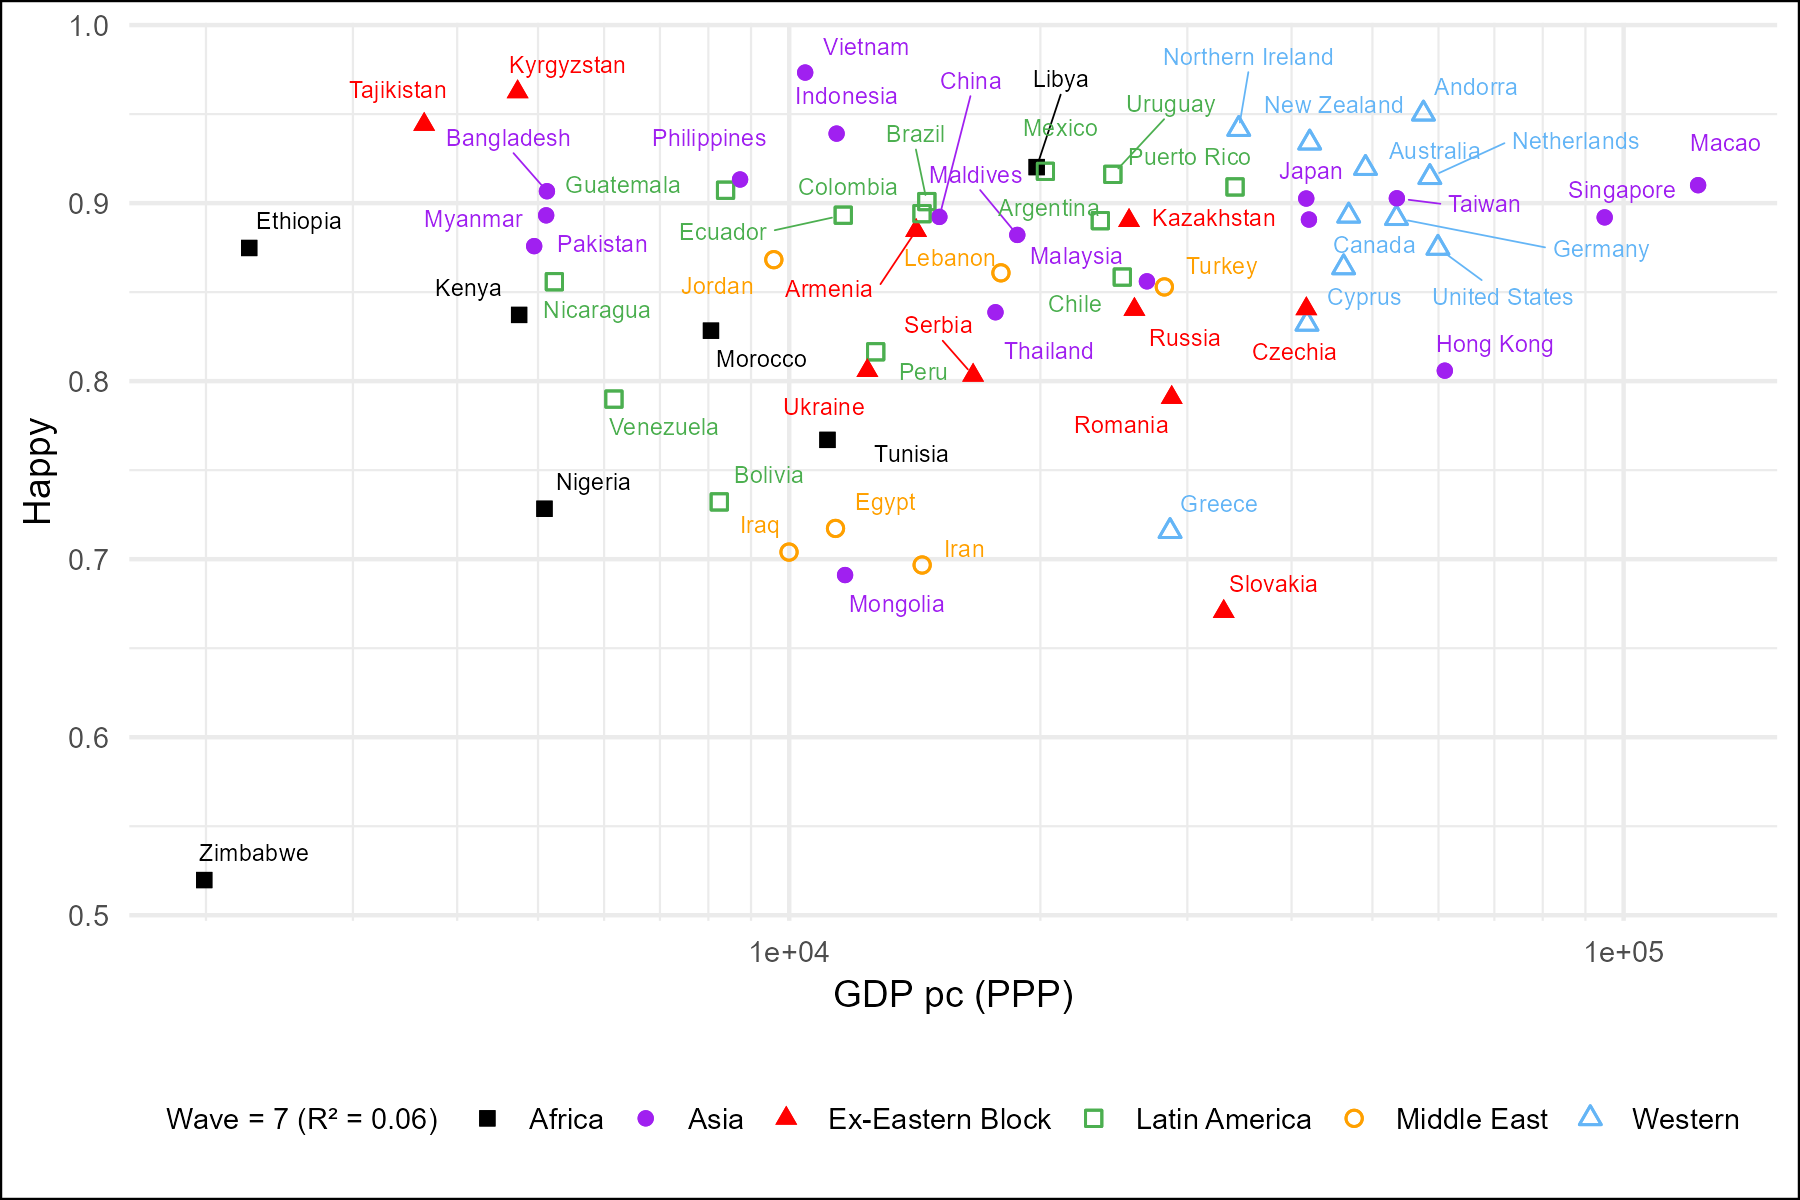 1.0
0.9
0.8
0.7
0.6
0.5
Happy
Vietnam
Northern Ireland
Kyrgyzstan
Libya
China
Tajikistan
Andorra
Indonesia
Uruguay
New Zealand
Mexico
Brazil
Bangladesh
Philippines
Netherlands
Macao
Australia
Puerto Rico
Japan
Maldives
Guatemala
Colombia
Singapore
Taiwan
Argentina
Kazakhstan
Myanmar
Ethiopia
Ecuador
Pakistan
Canada
Germany
Lebanon
Malaysia
Turkey
Jordan
Armenia
Kenya
Cyprus
United States
Chile
Nicaragua
Serbia
Russia
Hong Kong
Thailand
Czechia
Morocco
Peru
Ukraine
Romania
Venezuela
Tunisia
Bolivia
Nigeria
Egypt
Greece
Iraq
Iran
Slovakia
Mongolia
Zimbabwe
1e+04
1e+05
GDP pc (PPP)
Wave = 7 (R² = 0.06) Africa Asia Ex-Eastern Block Latin America Middle East Western